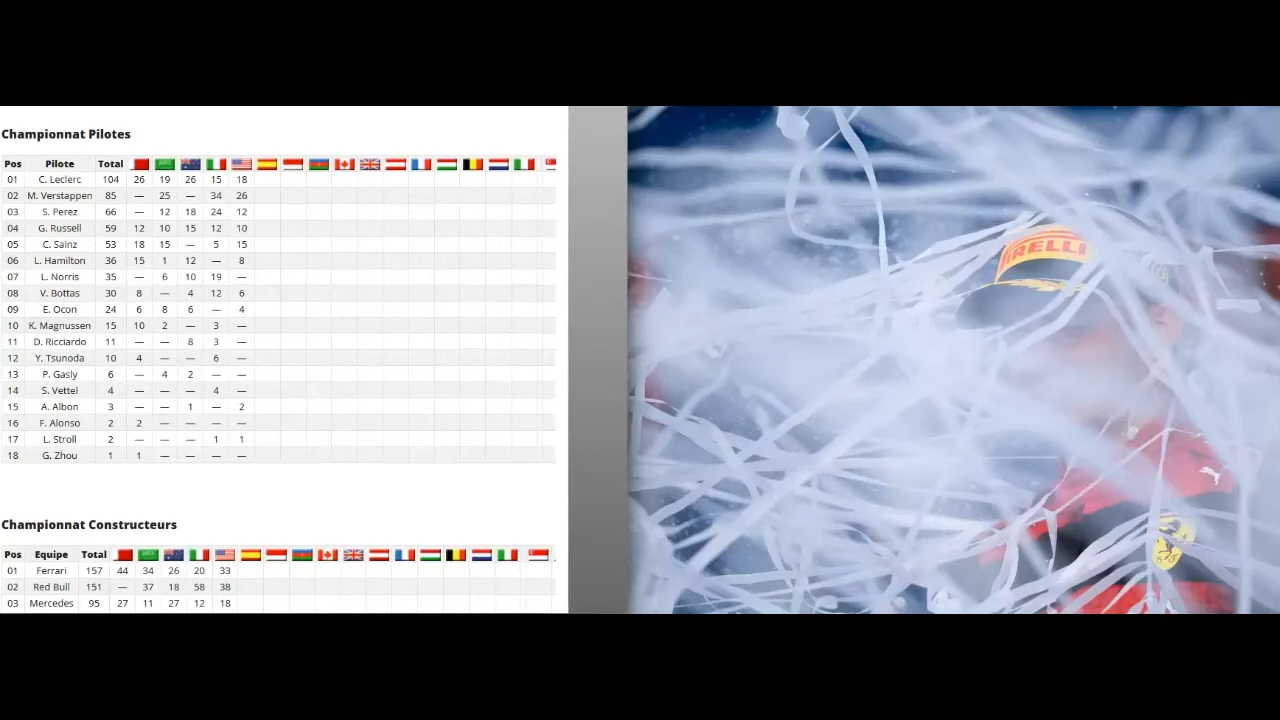 Championnat Pilotes
Pos Pilote Total
01 C. Leclerc 104 26 19 26 15 18
02 M. Verstappen 85 — 25 — 34 26
03 S. Perez 66 — 12 18 24 12
04 G. Russell 59 12 10 15 12 10
05 C. Sainz 53 18 15 — 5 15
06 L. Hamilton 36 15 1 12 — 8
07 L. Norris 35 — 6 10 19 —
08 V. Bottas 30 8 — 4 12 6
09 E. Ocon 24 6 8 6 — 4
10 K. Magnussen 15 10 2 — 3 —
11 D. Ricciardo 11 — — 8 3 —
12 Y. Tsunoda 10 4 — — 6 —
13 P. Gasly 6 — 4 2 — —
14 S. Vettel 4 — — — 4 —
15 A. Albon 3 — — 1 — 2
16 F. Alonso 2 2 — — — —
17 L. Stroll 2 — — — 1 1
18 G. Zhou 1 1 — — — —
Championnat Constructeurs
Pos Equipe Total
01 Ferrari 157 44 34 26 20 33
02 Red Bull 151 — 37 18 58 38
03 Mercedes 95 27 11 27 12 18
PIRELLI